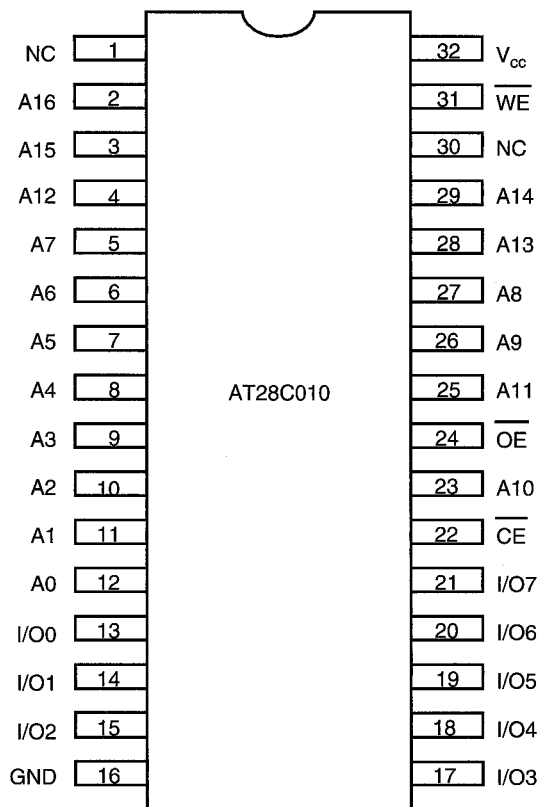 NC 1 32 Vcc
A16 2 31 WE
A15 3 30 NC
A12 4 29 A14
A7 5 28 A13
A6 6 27 A8
A5 7 26 A9
A4 8 AT28C010 25 A11
A3 9 24 OE
A2 10 23 A10
A1 11 22 CE
A0 12 21 I/O7
I/O0 13 20 I/O6
I/O1 14 19 I/O5
I/O2 15 18 I/O4
GND 16 17 I/O3